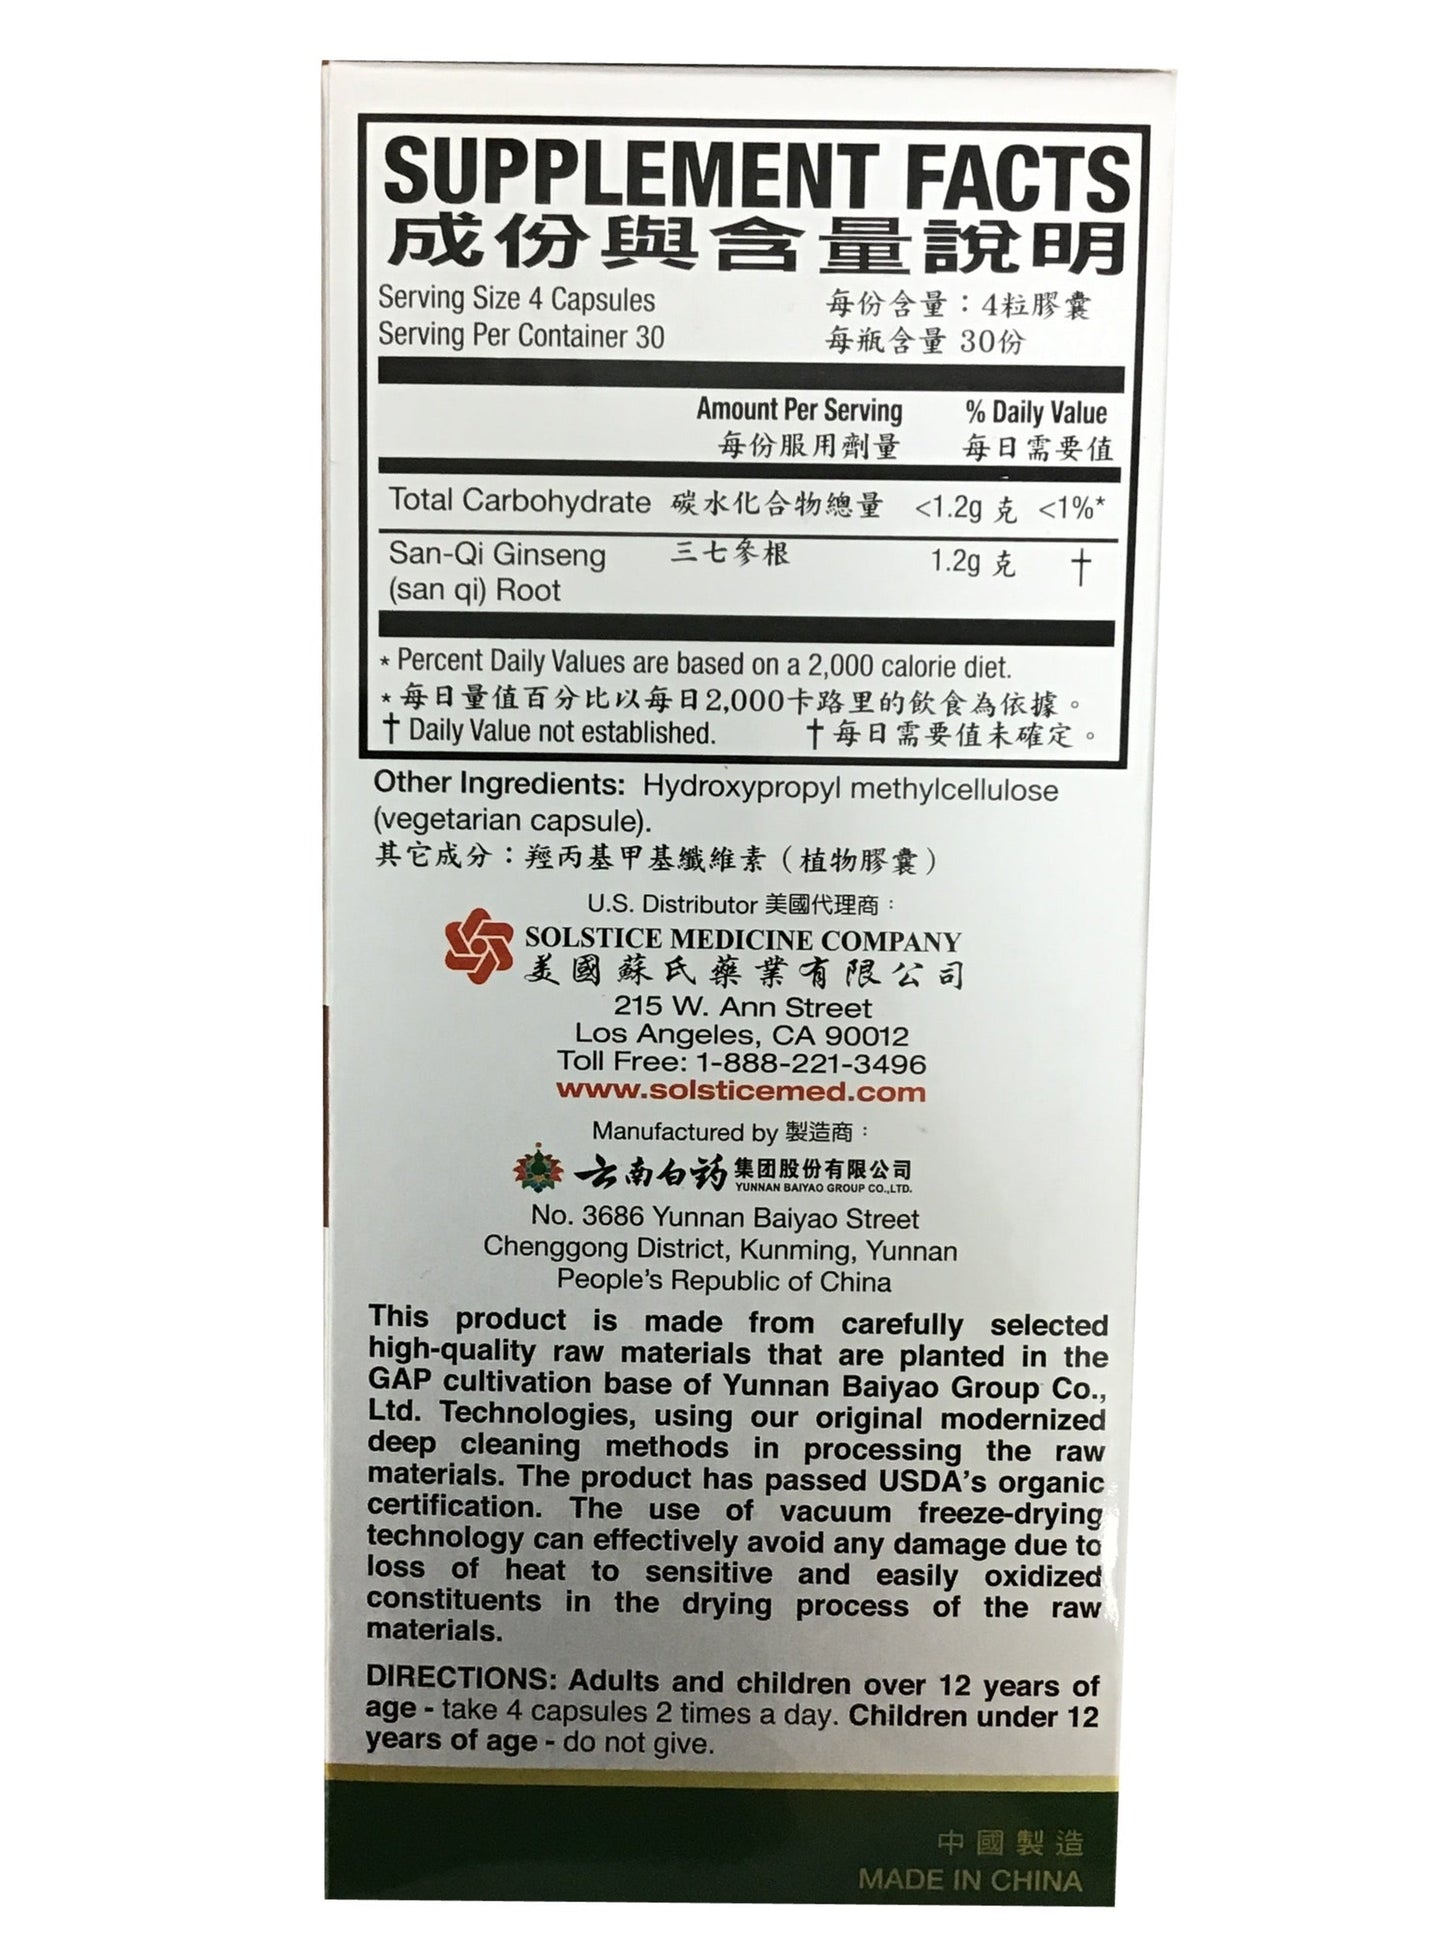 SUPPLEMENT FACTS
成份與含量說明
Serving Size 4 Capsules 每份含量：4粒膠囊
Serving Per Container 30 每瓶含量 30份
Amount Per Serving % Daily Value
每份服用劑量 每日需要值
Total Carbohydrate 碳水化合物總量 <1.2g 克 <1%*
San-Qi Ginseng 三七參根 1.2g 克 †
(san qi) Root
* Percent Daily Values are based on a 2,000 calorie diet.
* 每日量值百分比以每日2,000卡路里的飲食為依據。
† Daily Value not established. †每日需要值未確定。
Other Ingredients: Hydroxypropyl methylcellulose
(vegetarian capsule).
其它成分：羥丙基甲基纖維素（植物膠囊）
U.S. Distributor 美國代理商：
SOLSTICE MEDICINE COMPANY
美國蘇氏藥業有限公司
215 W. Ann Street
Los Angeles, CA 90012
Toll Free: 1-888-221-3496
www.solsticemed.com
Manufactured by 製造商：
云南白药 集团股份有限公司
YUNNAN BAIYAO GROUP CO.,LTD.
No. 3686 Yunnan Baiyao Street
Chenggong District, Kunming, Yunnan
People's Republic of China
This product is made from carefully selected
high-quality raw materials that are planted in the
GAP cultivation base of Yunnan Baiyao Group Co.,
Ltd. Technologies, using our original modernized
deep cleaning methods in processing the raw
materials. The product has passed USDA's organic
certification. The use of vacuum freeze-drying
technology can effectively avoid any damage due to
loss of heat to sensitive and easily oxidized
constituents in the drying process of the raw
materials.
DIRECTIONS: Adults and children over 12 years of
age - take 4 capsules 2 times a day. Children under 12
years of age - do not give.
中國製造
MADE IN CHINA